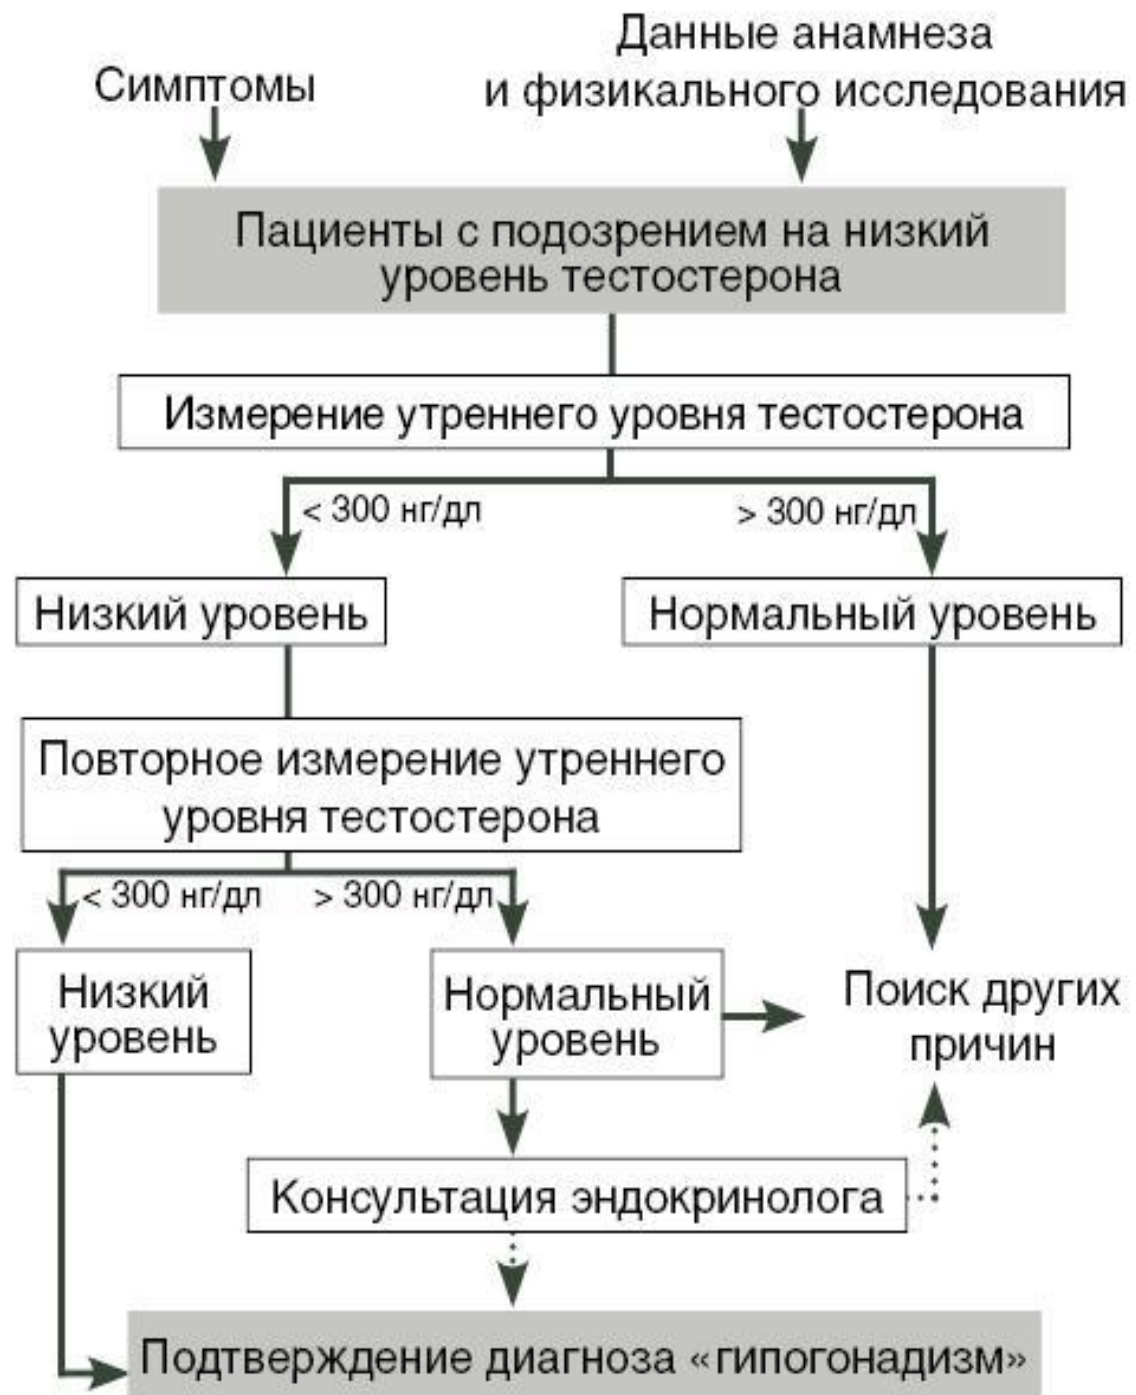 Данные анамнеза
Симптомы
и физикального исследования
Пациенты с подозрением на низкий
уровень тестостерона
Измерение утреннего уровня тестостерона
< 300 нг/дл
> 300 нг/дл
Низкий уровень
Нормальный уровень
Повторное измерение утреннего
уровня тестостерона
< 300 нг/дл
> 300 нг/дл
Низкий
уровень
Нормальный
уровень
Поиск других
причин
Консультация эндокринолога
Подтверждение диагноза «гипогонадизм»